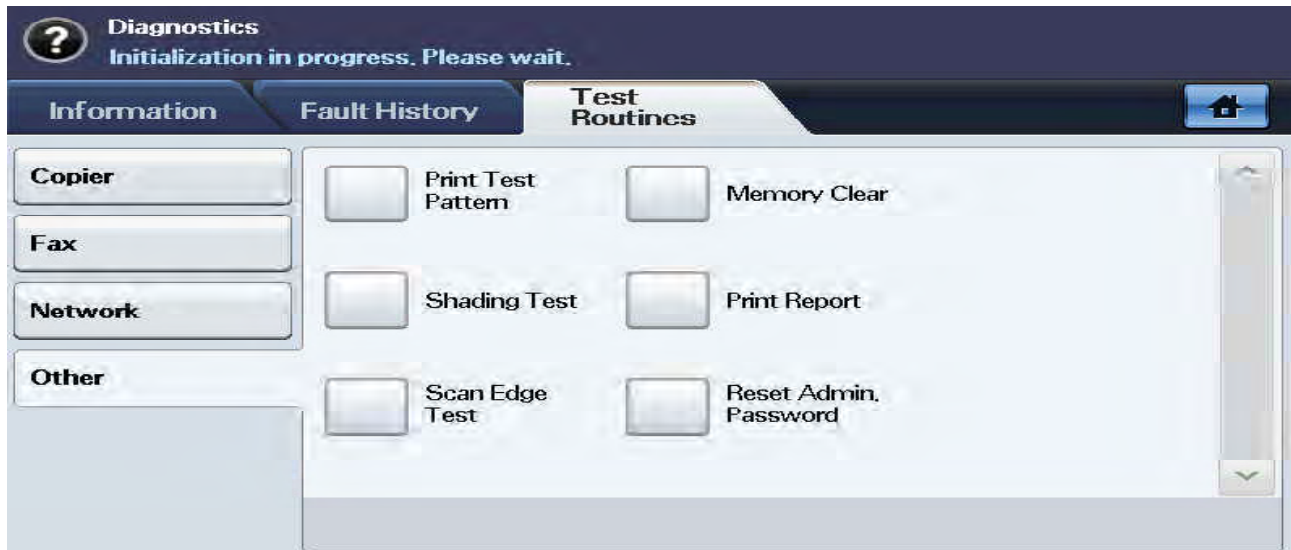 Diagnostics
Initialization in progress. Please wait.
Information
Fault History
Test
Routines
Copier
Fax
Network
Other
Print Test
Pattern
Memory Clear
Shading Test
Print Report
Scan Edge
Test
Reset Admin.
Password